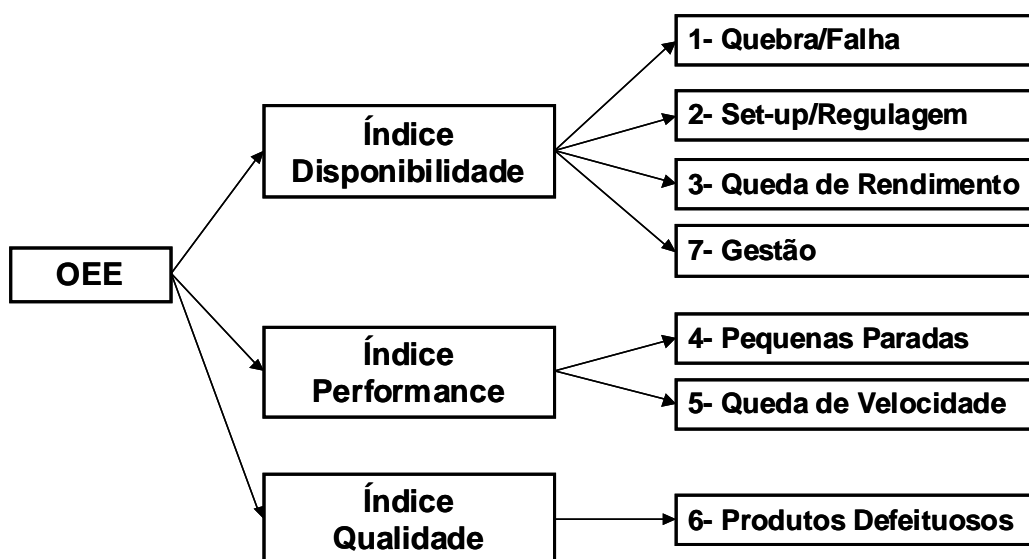 OEE
Índice
Disponibilidade
1- Quebra/Falha
2- Set-up/Regulagem
3- Queda de Rendimento
7- Gestão
Índice
Performance
4- Pequenas Paradas
5- Queda de Velocidade
Índice
Qualidade
6- Produtos Defeituosos